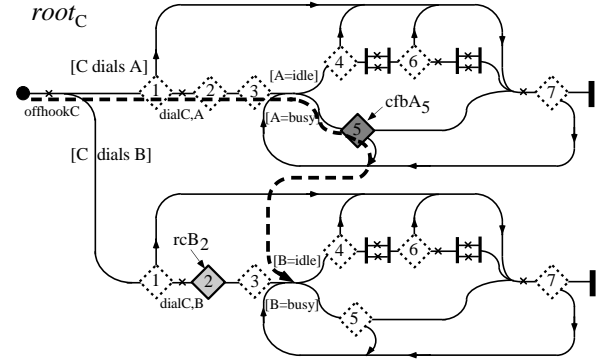 root_C
[C dials A]
4
6
1
2
3
[A=idle]
7
offhookC
dialC,A
[A=busy]
cfbA_5
5
[C dials B]
rcB_2
[B=idle]
4
6
1
2
3
7
dialC,B
[B=busy]
5